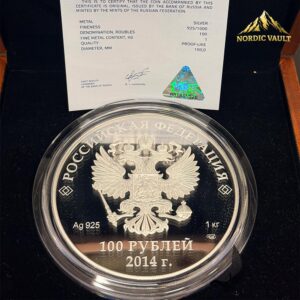 THIS IS TO CERTIFY THAT THE COIN ACCOMPANIED BY THIS
CERTIFICATE IS ORIGINAL, ISSUED BY THE BANK OF RUSSIA AND
MINTED BY THE MINTS OF THE RUSSIAN FEDERATION.
METAL SILVER
FINENESS 925/1000
DENOMINATION, ROUBLES 100
FINE METAL CONTENT, KG 1
QUALITY PROOF-LIKE
DIAMETER, MM 100,0
NORDIC VAULT
РОССИЙСКАЯ ФЕДЕРАЦИЯ
Ag 925
1 кг
100 РУБЛЕЙ
2014 г.